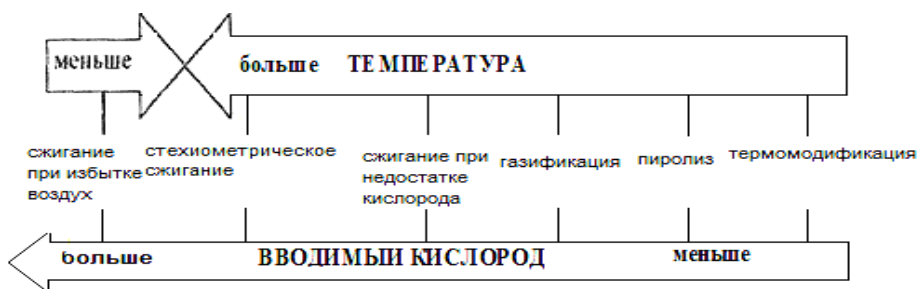 меньше
больше ТЕМПЕРАТУРА
сжигание
при избытке
воздух
стехиометрическое
сжигание
сжигание при
недостатке
кислорода
газификация
пиролиз
термомодификация
больше ВВОДИМЫЙ КИСЛОРОД меньше